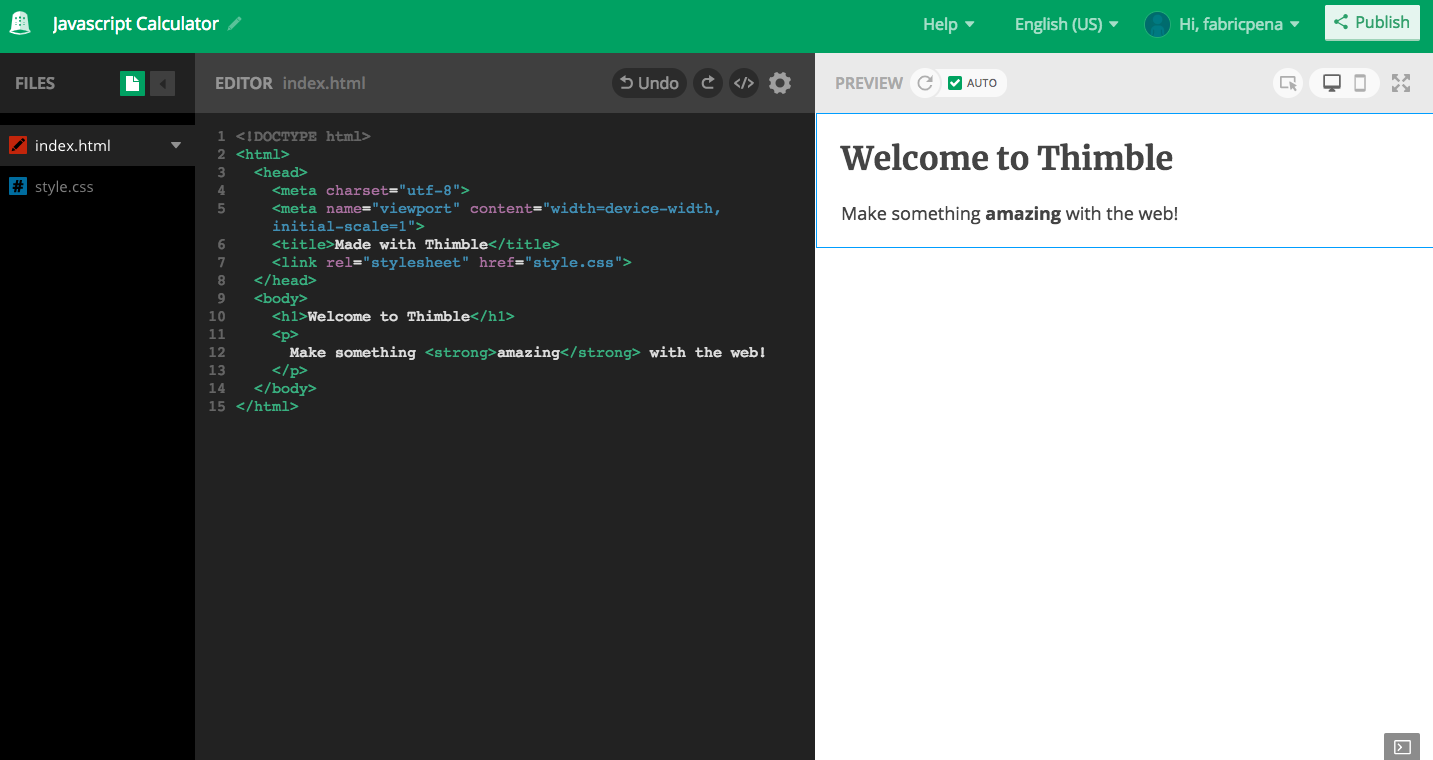 Javascript Calculator
Help
English (US)
Hi, fabricpena
Publish
FILES
index.html
style.css
EDITOR index.html
Undo
</>
1 <!DOCTYPE html>
2 <html>
3 <head>
4 <meta charset="utf-8">
5 <meta name="viewport" content="width=device-width,
initial-scale=1">
6 <title>Made with Thimble</title>
7 <link rel="stylesheet" href="style.css">
8 </head>
9 <body>
10 <h1>Welcome to Thimble</h1>
11 <p>
12 Make something <strong>amazing</strong> with the web!
13 </p>
14 </body>
15 </html>
PREVIEW
AUTO
Welcome to Thimble
Make something amazing with the web!